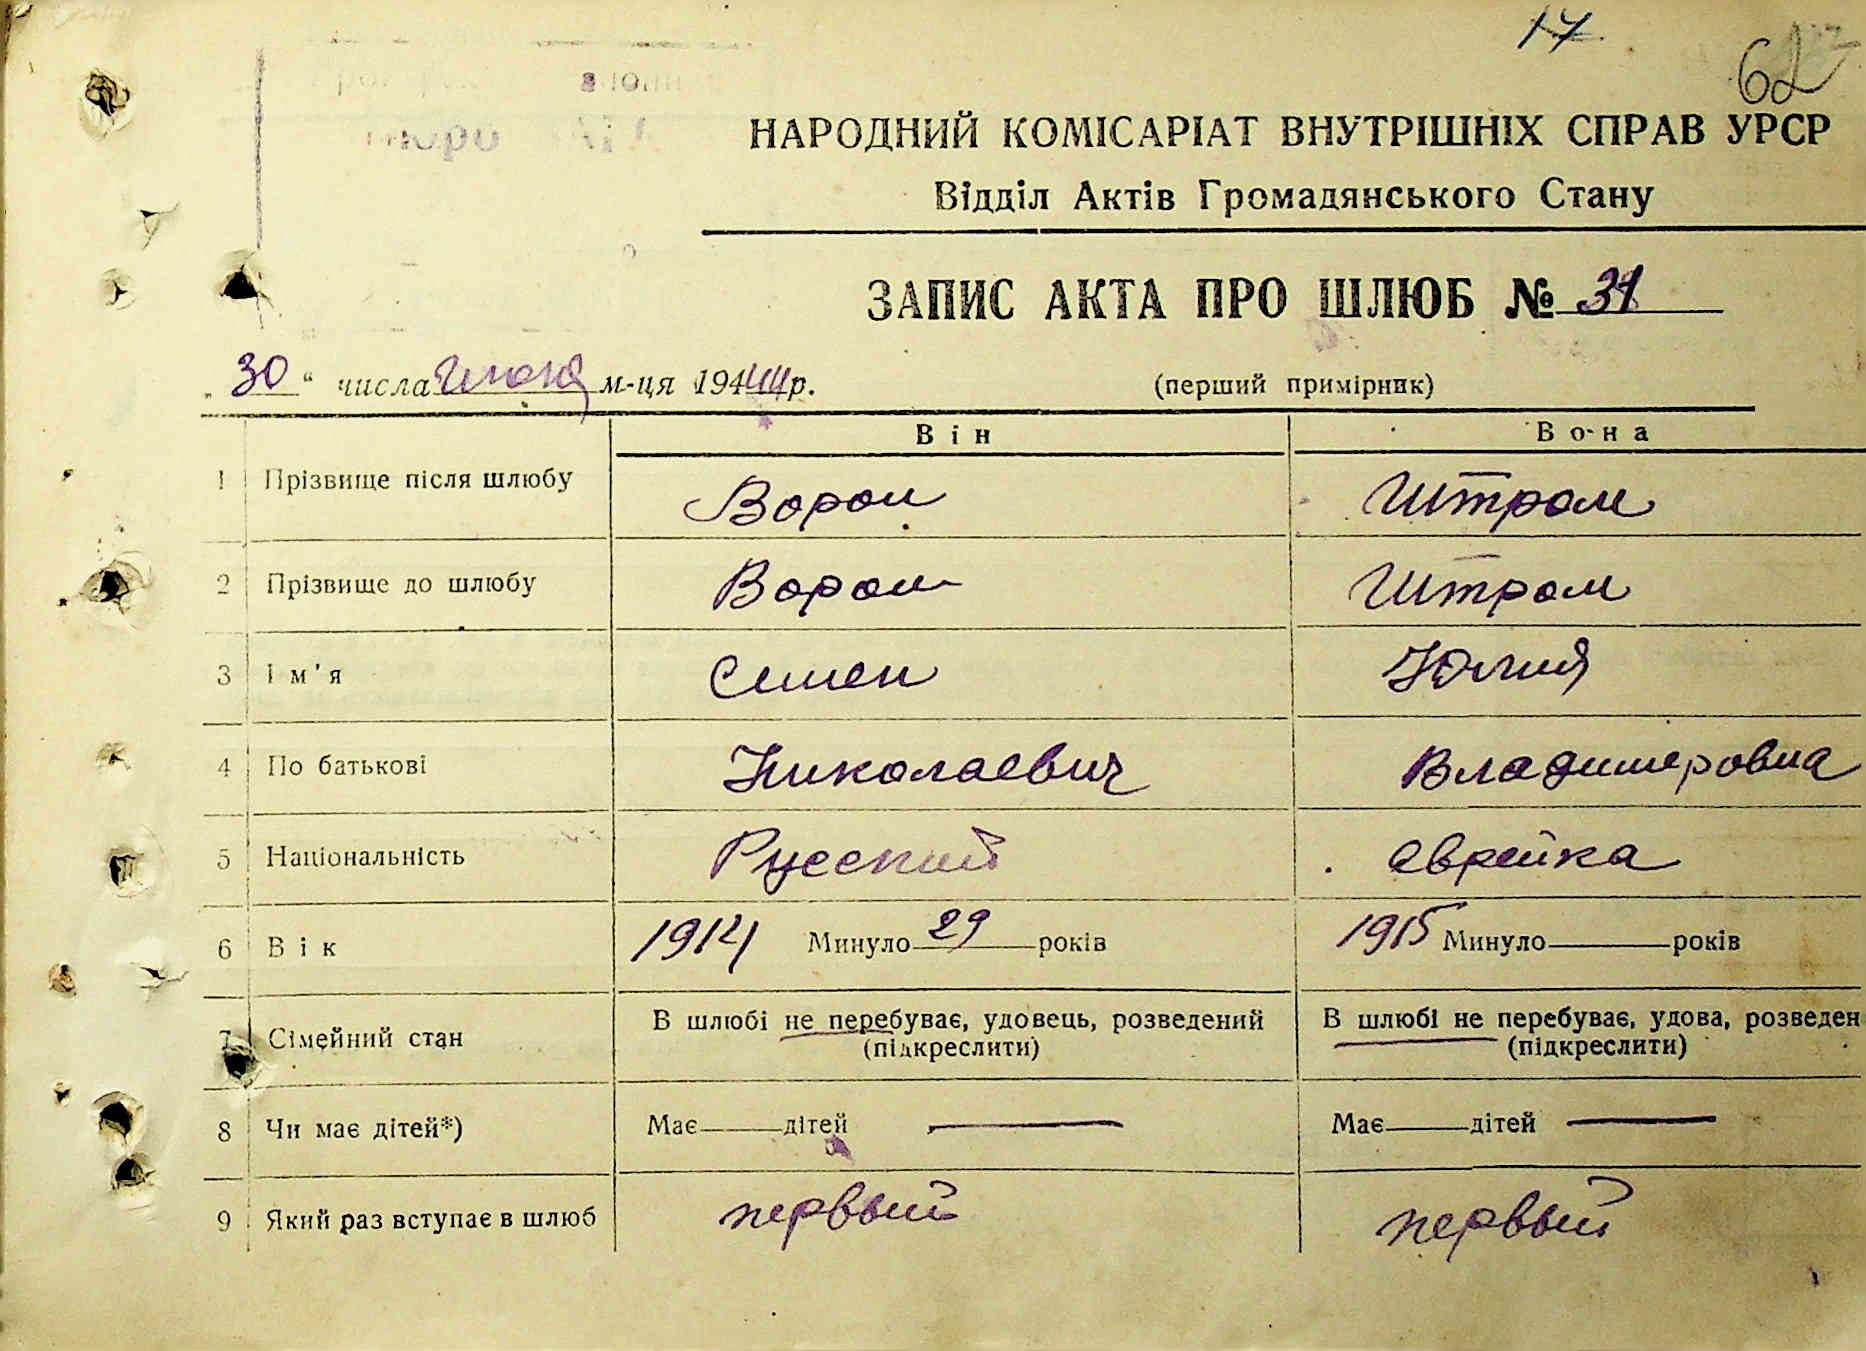 17
62
НАРОДНИЙ КОМІСАРІАТ ВНУТРІШНІХ СПРАВ УРСР
Відділ Актів Громадянського Стану
ЗАПИС АКТА ПРО ШЛЮБ № 31
„ 30 " числа Июня м-ця 1944 р. (перший примірник)
Він Вона
1 Прізвище після шлюбу Ворон Штром
2 Прізвище до шлюбу Ворон Штром
3 Ім'я Семен Юлия
4 По батькові Николаевич Владимеровна
5 Національність Русский еврейка
6 Вік 1914 Минуло 29 років 1915 Минуло років
7 Сімейний стан В шлюбі не перебуває, удовець, розведений В шлюбі не перебуває, удова, розведен
(підкреслити) (підкреслити)
8 Чи має дітей*) Має дітей — Має дітей —
9 Який раз вступає в шлюб первый первый